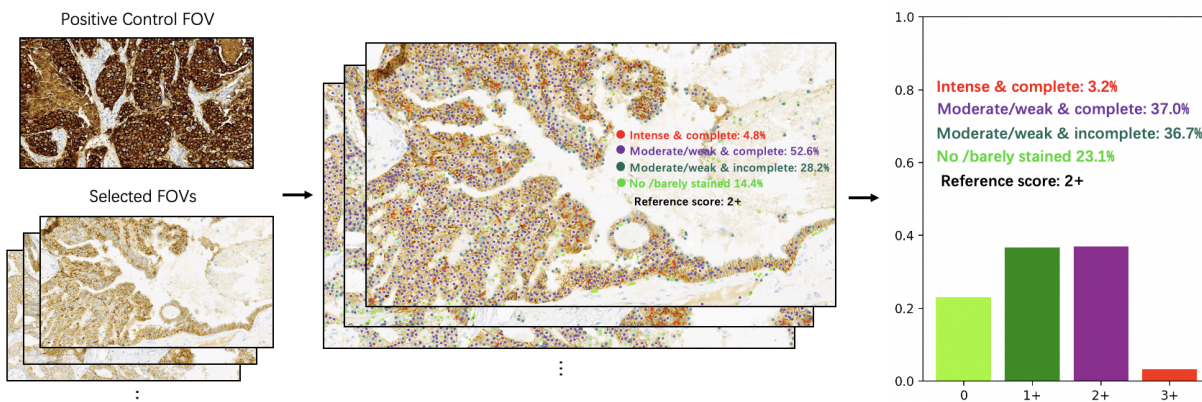 Positive Control FOV
Selected FOVs
⋮
Intense & complete: 4.8%
Moderate/weak & complete: 52.6%
Moderate/weak & incomplete: 28.2%
No /barely stained 14.4%
Reference score: 2+
⋮
1.0
0.8
0.6
0.4
0.2
0.0
Intense & complete: 3.2%
Moderate/weak & complete: 37.0%
Moderate/weak & incomplete: 36.7%
No /barely stained 23.1%
Reference score: 2+
0 1+ 2+ 3+